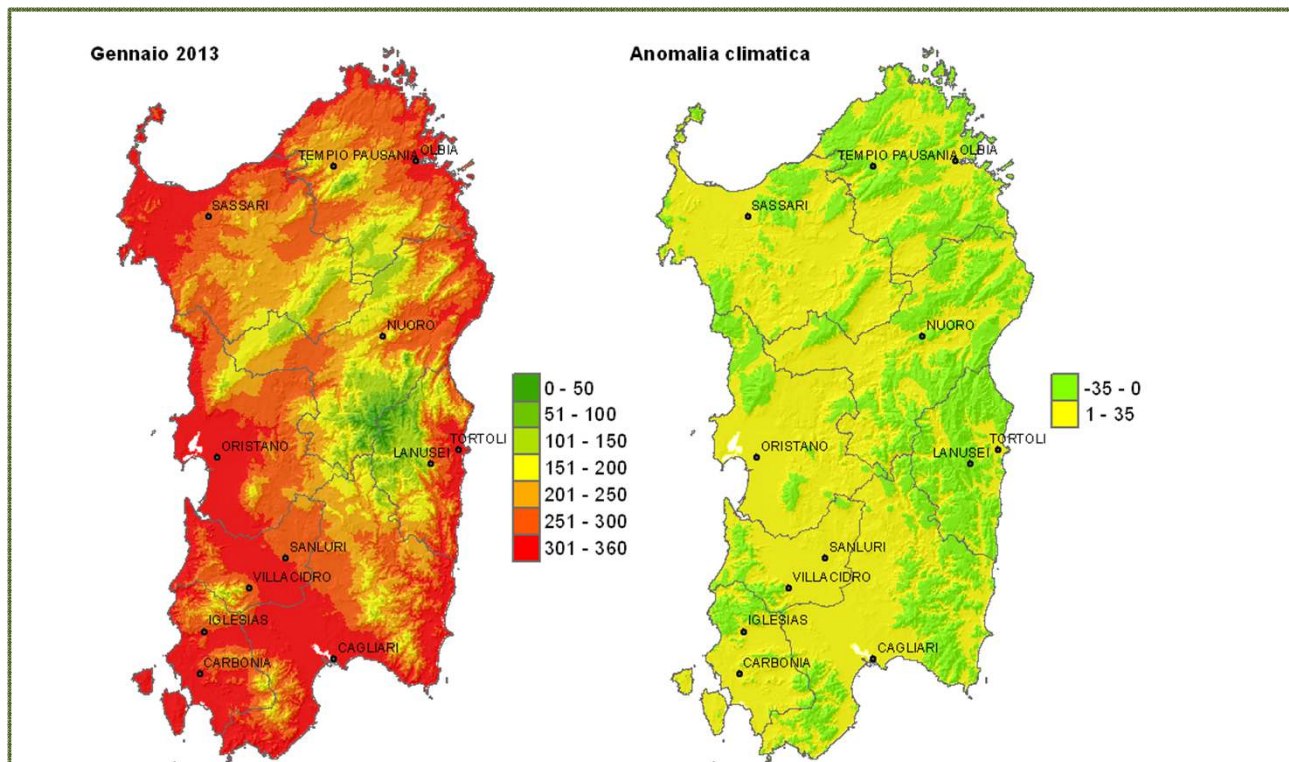 Gennaio 2013
TEMPIO PAUSANIA
OLBIA
SASSARI
NUORO
ORISTANO
TORTOLI
LANUSEI
SANLURI
VILLACIDRO
IGLESIAS
CAGLIARI
CARBONIA
0 - 50
51 - 100
101 - 150
151 - 200
201 - 250
251 - 300
301 - 360
Anomalia climatica
TEMPIO PAUSANIA
OLBIA
SASSARI
NUORO
ORISTANO
TORTOLI
LANUSEI
SANLURI
VILLACIDRO
IGLESIAS
CAGLIARI
CARBONIA
-35 - 0
1 - 35